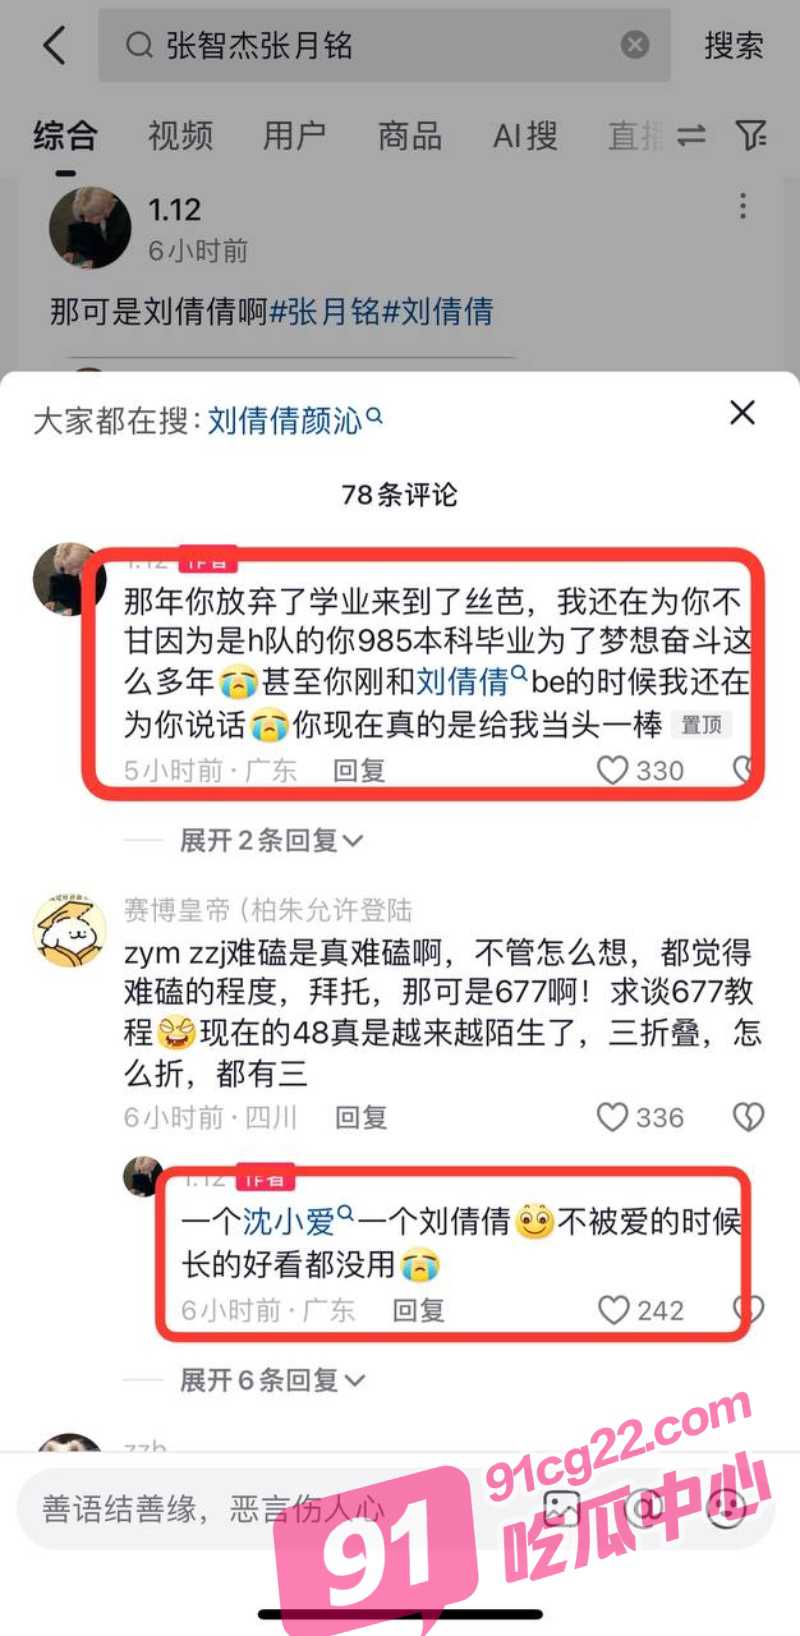 张智杰张月铭
搜索
综合 视频 用户 商品 AI搜 直播
1.12
6小时前
那可是刘倩倩啊#张月铭#刘倩倩
大家都在搜：刘倩倩颜沁
78条评论
1.12 作者
那年你放弃了学业来到了丝芭，我还在为你不
甘因为是h队的你985本科毕业为了梦想奋斗这
么多年😭甚至你刚和刘倩倩be的时候我还在
为你说话😭你现在真的是给我当头一棒 置顶
5小时前·广东 回复 330
展开2条回复
赛博皇帝（柏朱允许登陆
zym zzj难磕是真难磕啊，不管怎么想，都觉得
难磕的程度，拜托，那可是677啊！求谈677教
程😆现在的48真是越来越陌生了，三折叠，怎
么折，都有三
6小时前·四川 回复 336
1.12 作者
一个沈小爱一个刘倩倩🙂不被爱的时候
长的好看都没用😭
6小时前·广东 回复 242
展开6条回复
zzh
善语结善缘，恶言伤人心
91
91cg22.com
吃瓜中心